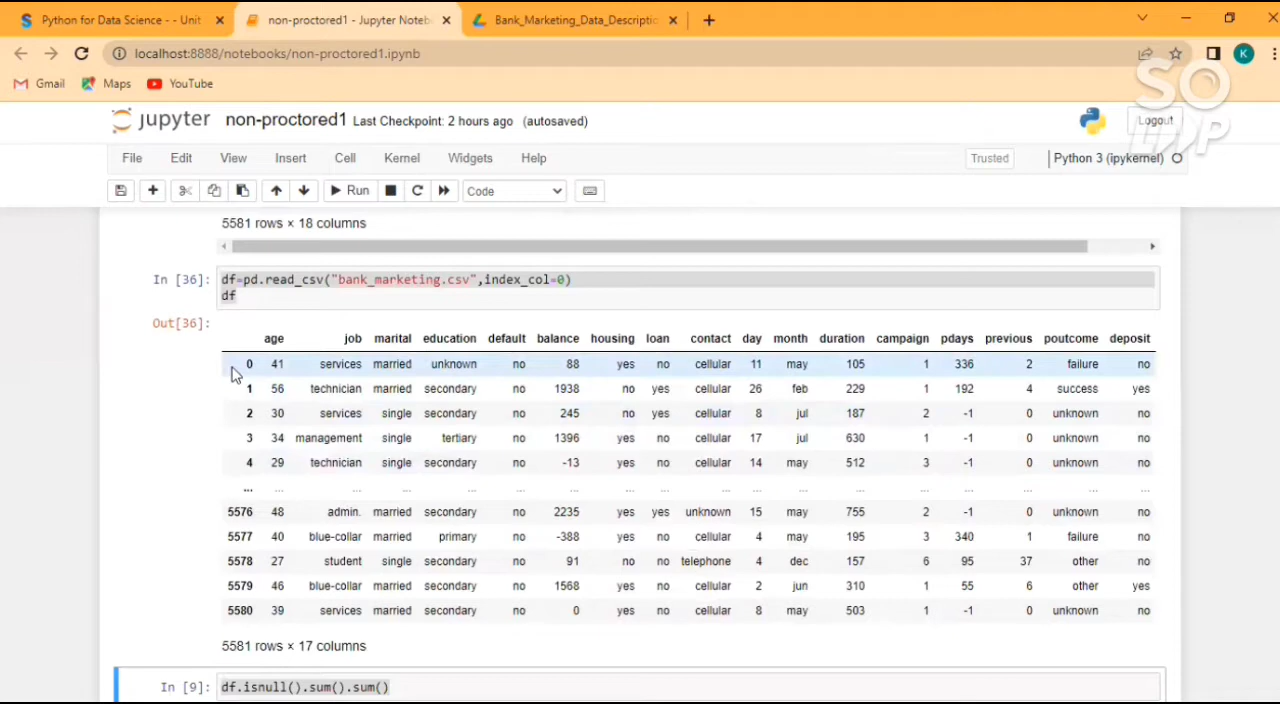 Python for Data Science - - Unit
non-proctored1 - Jupyter Noteb
Bank_Marketing_Data_Descriptic
localhost:8888/notebooks/non-proctored1.ipynb
K
Gmail Maps YouTube
jupyter non-proctored1 Last Checkpoint: 2 hours ago (autosaved)
Logout
File Edit View Insert Cell Kernel Widgets Help
Trusted Python 3 (ipykernel)
Run Code
5581 rows × 18 columns
In [36]: df=pd.read_csv("bank_marketing.csv",index_col=0)
df
Out[36]:
age job marital education default balance housing loan contact day month duration campaign pdays previous poutcome deposit
0 41 services married unknown no 88 yes no cellular 11 may 105 1 336 2 failure no
1 56 technician married secondary no 1938 no yes cellular 26 feb 229 1 192 4 success yes
2 30 services single secondary no 245 no yes cellular 8 jul 187 2 -1 0 unknown no
3 34 management single tertiary no 1396 yes no cellular 17 jul 630 1 -1 0 unknown no
4 29 technician single secondary no -13 yes no cellular 14 may 512 3 -1 0 unknown no
... ... ... ... ... ... ... ... ... ... ... ... ... ... ... ... ... ...
5576 48 admin. married secondary no 2235 yes yes unknown 15 may 755 2 -1 0 unknown no
5577 40 blue-collar married primary no -388 yes no cellular 4 may 195 3 340 1 failure no
5578 27 student single secondary no 91 no no telephone 4 dec 157 6 95 37 other no
5579 46 blue-collar married secondary no 1568 yes no cellular 2 jun 310 1 55 6 other yes
5580 39 services married secondary no 0 yes no cellular 8 may 503 1 -1 0 unknown no
5581 rows × 17 columns
In [9]: df.isnull().sum().sum()